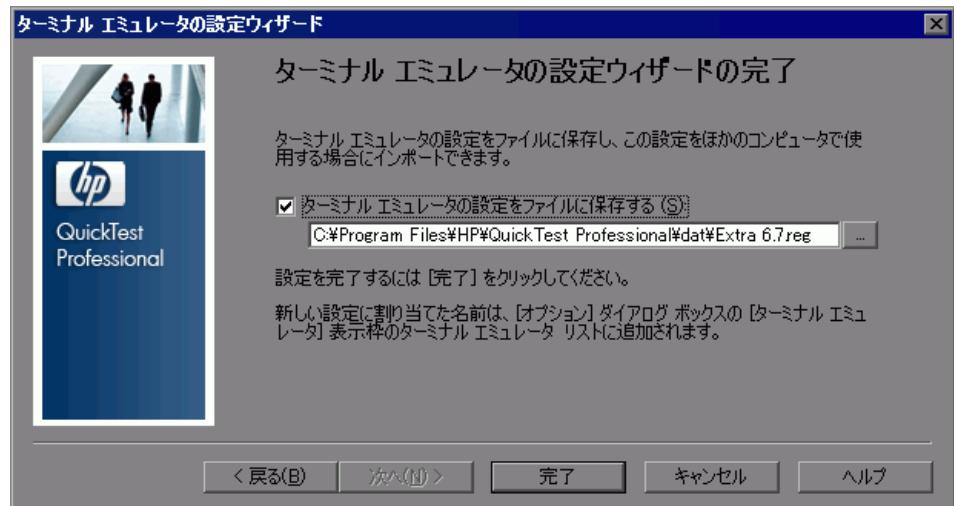 ターミナル エミュレータの設定ウィザード
ターミナル エミュレータの設定ウィザードの完了
ターミナル エミュレータの設定をファイルに保存し、この設定をほかのコンピュータで使
用する場合にインポートできます。
hp
QuickTest
Professional
ターミナル エミュレータの設定をファイルに保存する(S):
C:¥Program Files¥HP¥QuickTest Professional¥dat¥Extra 6.7.reg
...
設定を完了するには [完了] をクリックしてください。
新しい設定に割り当てた名前は、[オプション] ダイアログ ボックスの [ターミナル エミュ
レータ] 表示枠のターミナル エミュレータ リストに追加されます。
< 戻る(B)
次へ(N) >
完了
キャンセル
ヘルプ